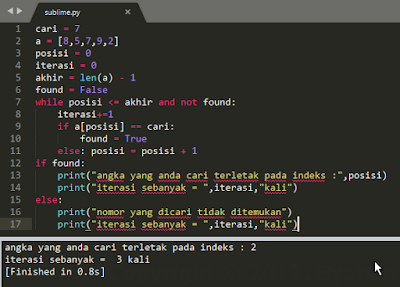 sublime.py
1 cari = 7
2 a = [8,5,7,9,2]
3 posisi = 0
4 iterasi = 0
5 akhir = len(a) - 1
6 found = False
7 while posisi <= akhir and not found:
8     iterasi+=1
9     if a[posisi] == cari:
10         found = True
11     else: posisi = posisi + 1
12 if found:
13     print("angka yang anda cari terletak pada indeks :",posisi)
14     print("iterasi sebanyak = ",iterasi,"kali")
15 else:
16     print("nomor yang dicari tidak ditemukan")
17     print("iterasi sebanyak = ",iterasi,"kali")
angka yang anda cari terletak pada indeks : 2
iterasi sebanyak =  3 kali
[Finished in 0.8s]